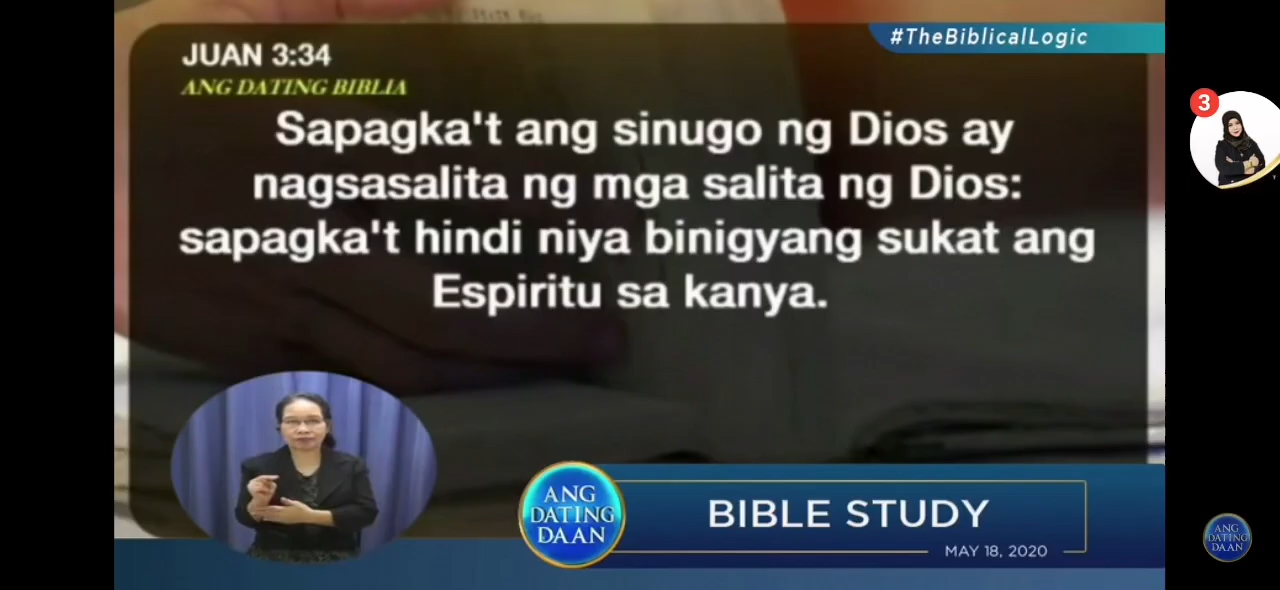 JUAN 3:34
#TheBiblicalLogic
ANG DATING BIBLIA
Sapagka't ang sinugo ng Dios ay
nagsasalita ng mga salita ng Dios:
sapagka't hindi niya binigyang sukat ang
Espiritu sa kanya.
3
ANG
DATING
DAAN
BIBLE STUDY
MAY 18, 2020
ANG
DATING
DAAN